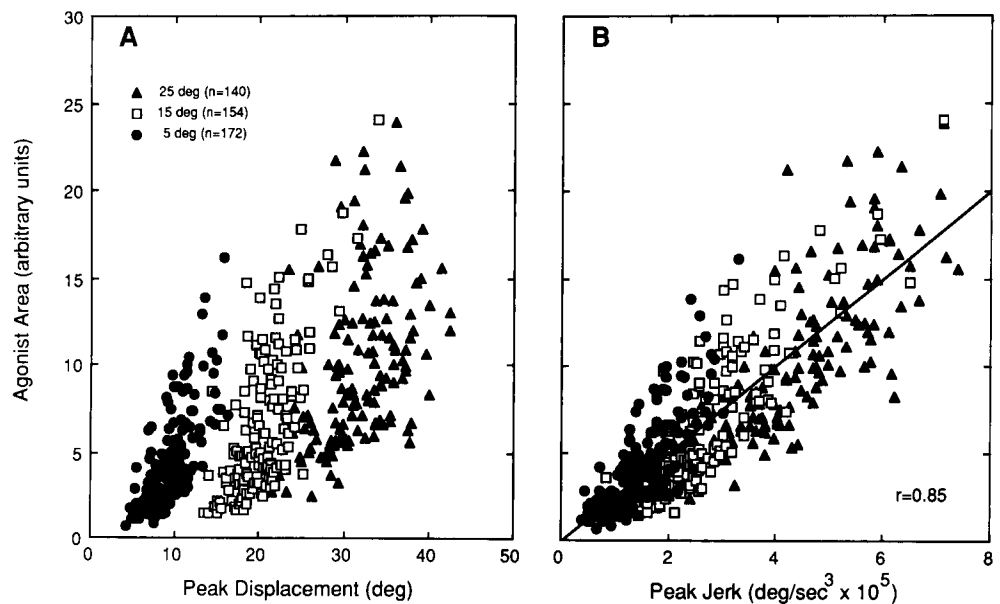 A
B
25 deg (n=140)
15 deg (n=154)
5 deg (n=172)
Agonist Area (arbitrary units)
30
25
20
15
10
5
0
0 10 20 30 40 50
Peak Displacement (deg)
r=0.85
0 2 4 6 8
Peak Jerk (deg/sec³ x 10⁵)